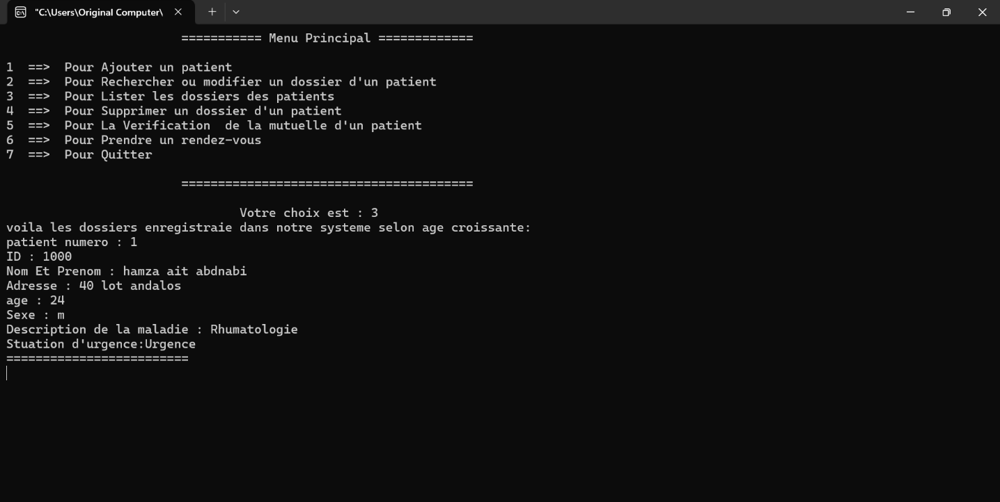 "C:\Users\Original Computer\
=========== Menu Principal =============
1  ==>  Pour Ajouter un patient
2  ==>  Pour Rechercher ou modifier un dossier d'un patient
3  ==>  Pour Lister les dossiers des patients
4  ==>  Pour Supprimer un dossier d'un patient
5  ==>  Pour La Verification  de la mutuelle d'un patient
6  ==>  Pour Prendre un rendez-vous
7  ==>  Pour Quitter
========================================
Votre choix est : 3
voila les dossiers enregistraie dans notre systeme selon age croissante:
patient numero : 1
ID : 1000
Nom Et Prenom : hamza ait abdnabi
Adresse : 40 lot andalos
age : 24
Sexe : m
Description de la maladie : Rhumatologie
Stuation d'urgence:Urgence
=========================